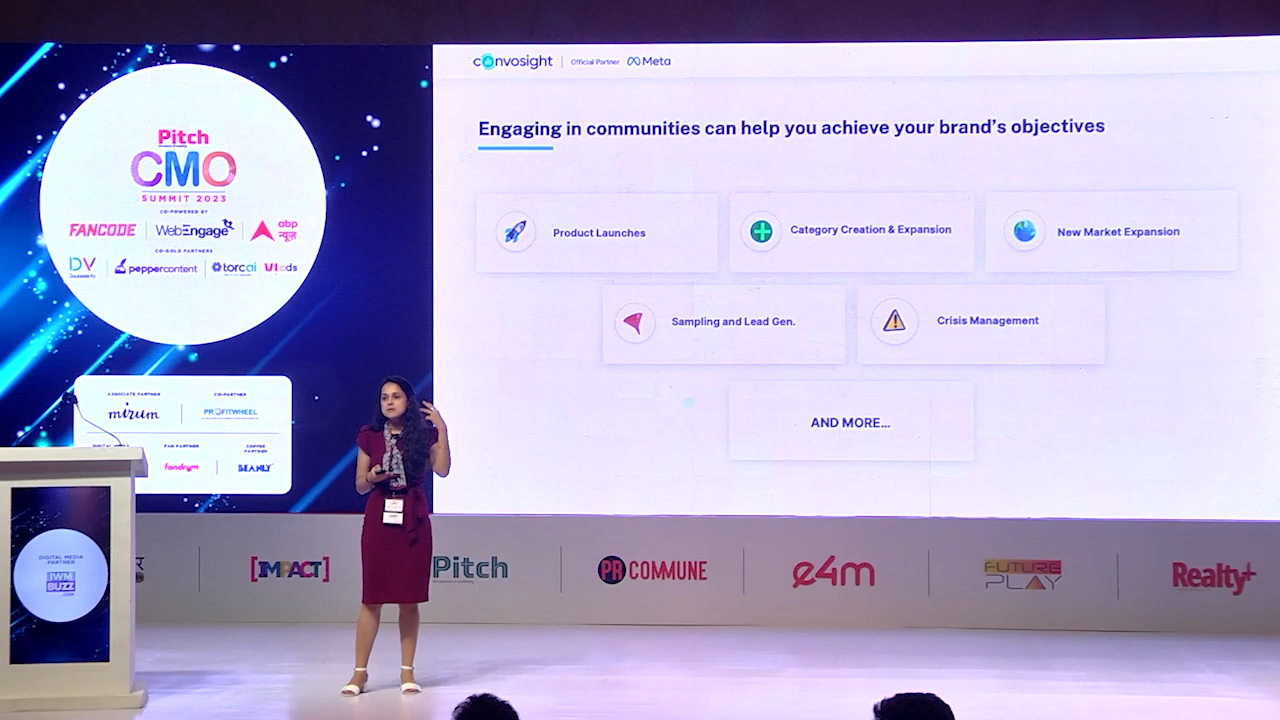 Pitch
CMO
SUMMIT 2023
CO-POWERED BY
FANCODE
WebEngage
abp
न्यूज़
CO-GOLD PARTNERS
DV
peppercontent
torcai
VI ads
ASSOCIATE PARTNER
mirum
CO-PARTNER
PROFITWHEEL
FAN PARTNER
fandrum
COFFEE
PARTNER
BEANLY
convosight
Official Partner
Meta
Engaging in communities can help you achieve your brand's objectives
Product Launches
Category Creation & Expansion
New Market Expansion
Sampling and Lead Gen.
Crisis Management
AND MORE...
DIGITAL MEDIA
PARTNER
IWM
BUZZ
.COM
[IMPACT]
Pitch
PR COMMUNE
e4m
FUTURE
PLAY
Realty+